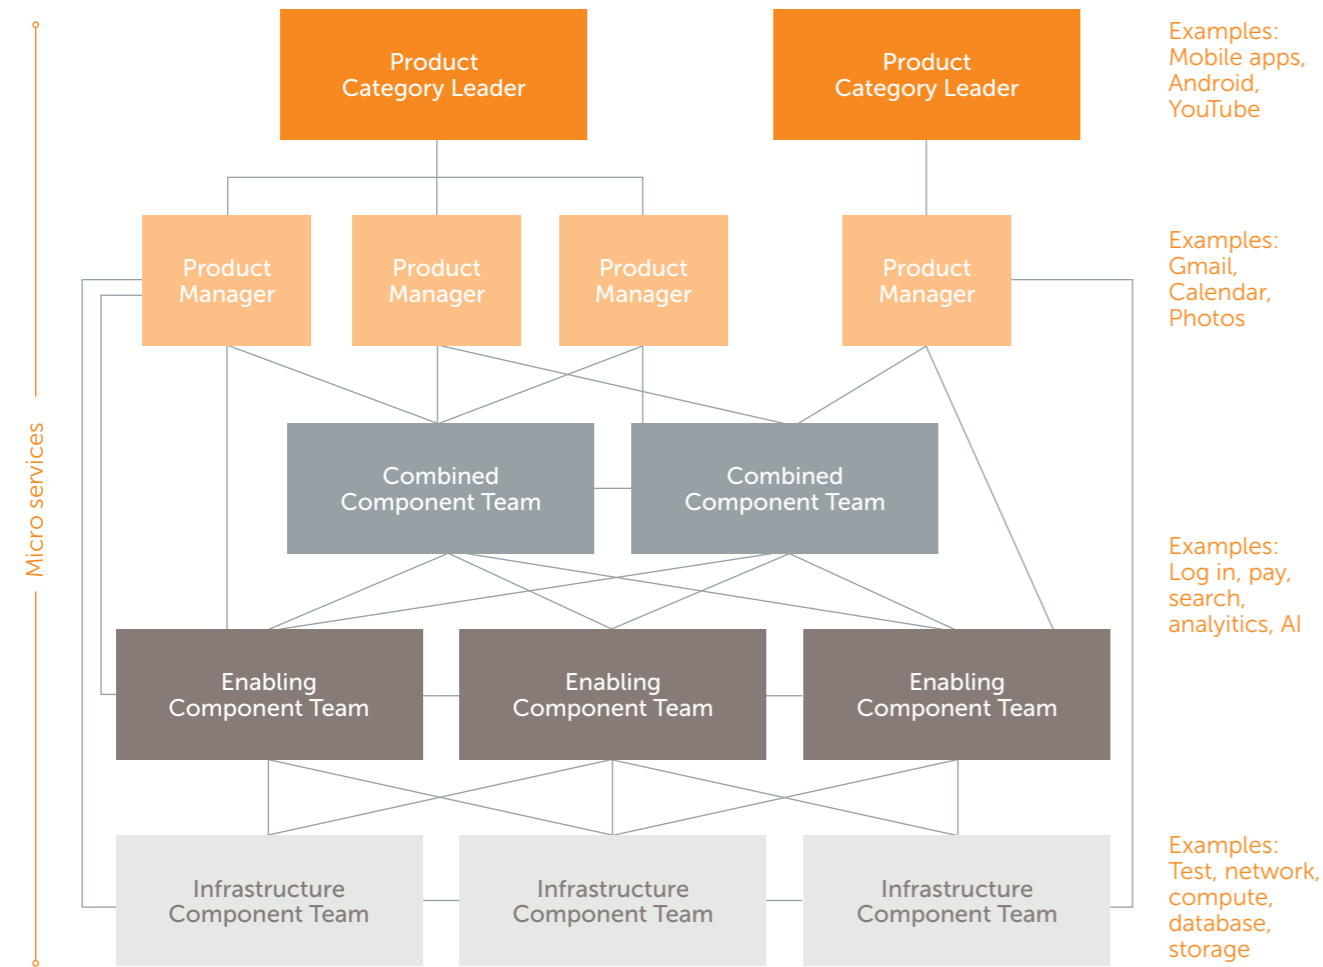 Product
Category Leader
Product
Category Leader
Examples:
Mobile apps,
Android,
YouTube
Product
Manager
Product
Manager
Product
Manager
Product
Manager
Examples:
Gmail,
Calendar,
Photos
Micro services
Combined
Component Team
Combined
Component Team
Examples:
Log in, pay,
search,
analyitics, AI
Enabling
Component Team
Enabling
Component Team
Enabling
Component Team
Infrastructure
Component Team
Infrastructure
Component Team
Infrastructure
Component Team
Examples:
Test, network,
compute,
database,
storage